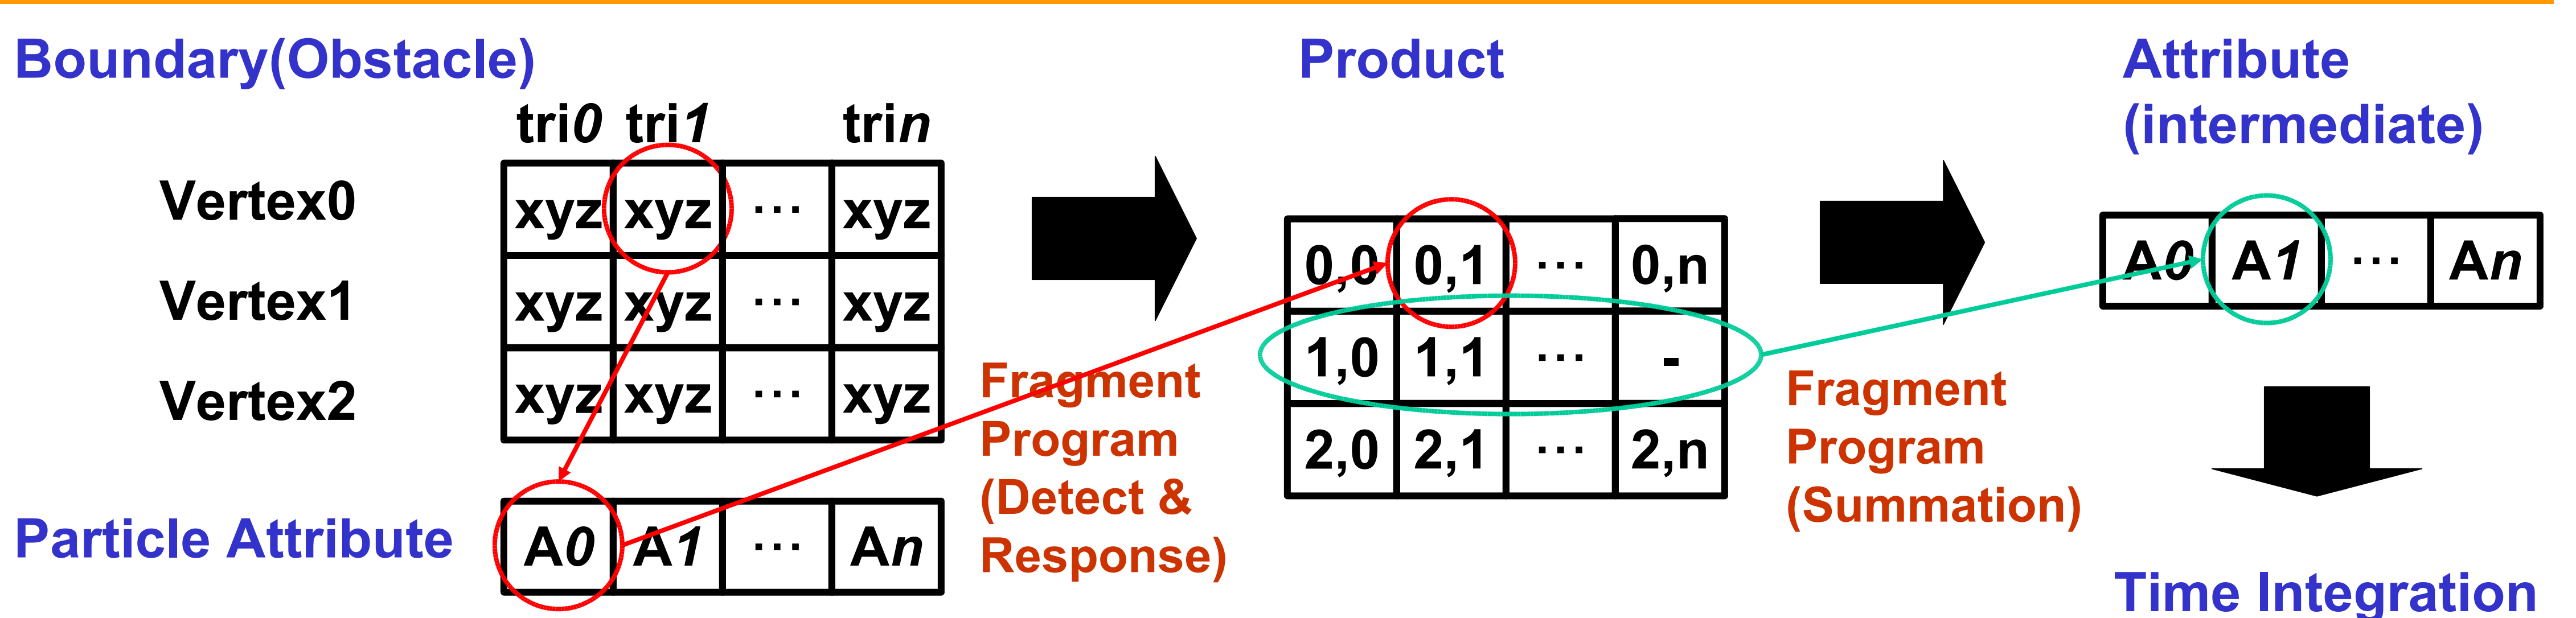 Boundary(Obstacle)
tri0 tri1 trin
Vertex0 xyz xyz ··· xyz
Vertex1 xyz xyz ··· xyz
Vertex2 xyz xyz ··· xyz
Particle Attribute A0 A1 ··· An
Fragment
Program
(Detect &
Response)
Product
0,0 0,1 ··· 0,n
1,0 1,1 ··· -
2,0 2,1 ··· 2,n
Fragment
Program
(Summation)
Attribute
(intermediate)
A0 A1 ··· An
Time Integration